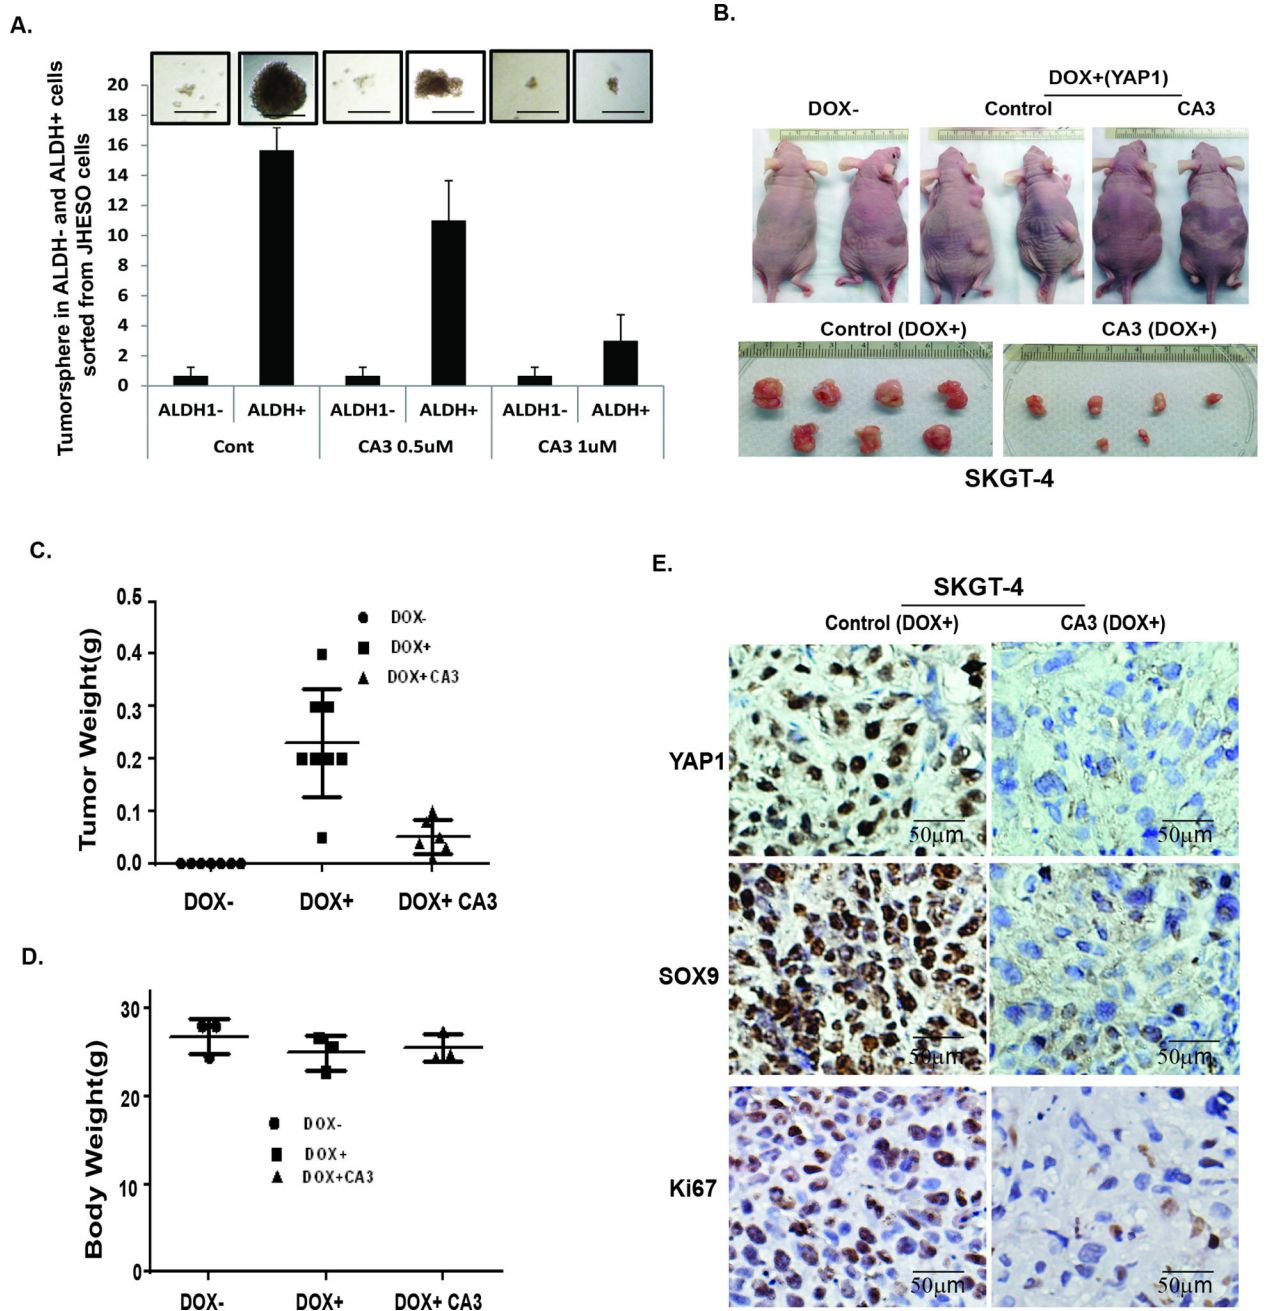 A.
Tumorsphere in ALDH- and ALDH+ cells
sorted from JHESO cells
20
18
16
14
12
10
8
6
4
2
0
ALDH1- ALDH+ ALDH1- ALDH+ ALDH1- ALDH+
Cont CA3 0.5uM CA3 1uM
B.
DOX+(YAP1)
DOX- Control CA3
Control (DOX+) CA3 (DOX+)
SKGT-4
C.
Tumor Weight(g)
0.5
0.4
0.3
0.2
0.1
0.0
DOX-
DOX+
DOX+CA3
DOX- DOX+ DOX+ CA3
D.
Body Weight(g)
30
20
10
0
DOX-
DOX+
DOX+CA3
DOX- DOX+ DOX+ CA3
E.
SKGT-4
Control (DOX+) CA3 (DOX+)
YAP1
50µm 50µm
SOX9
50µm 50µm
Ki67
50µm 50µm